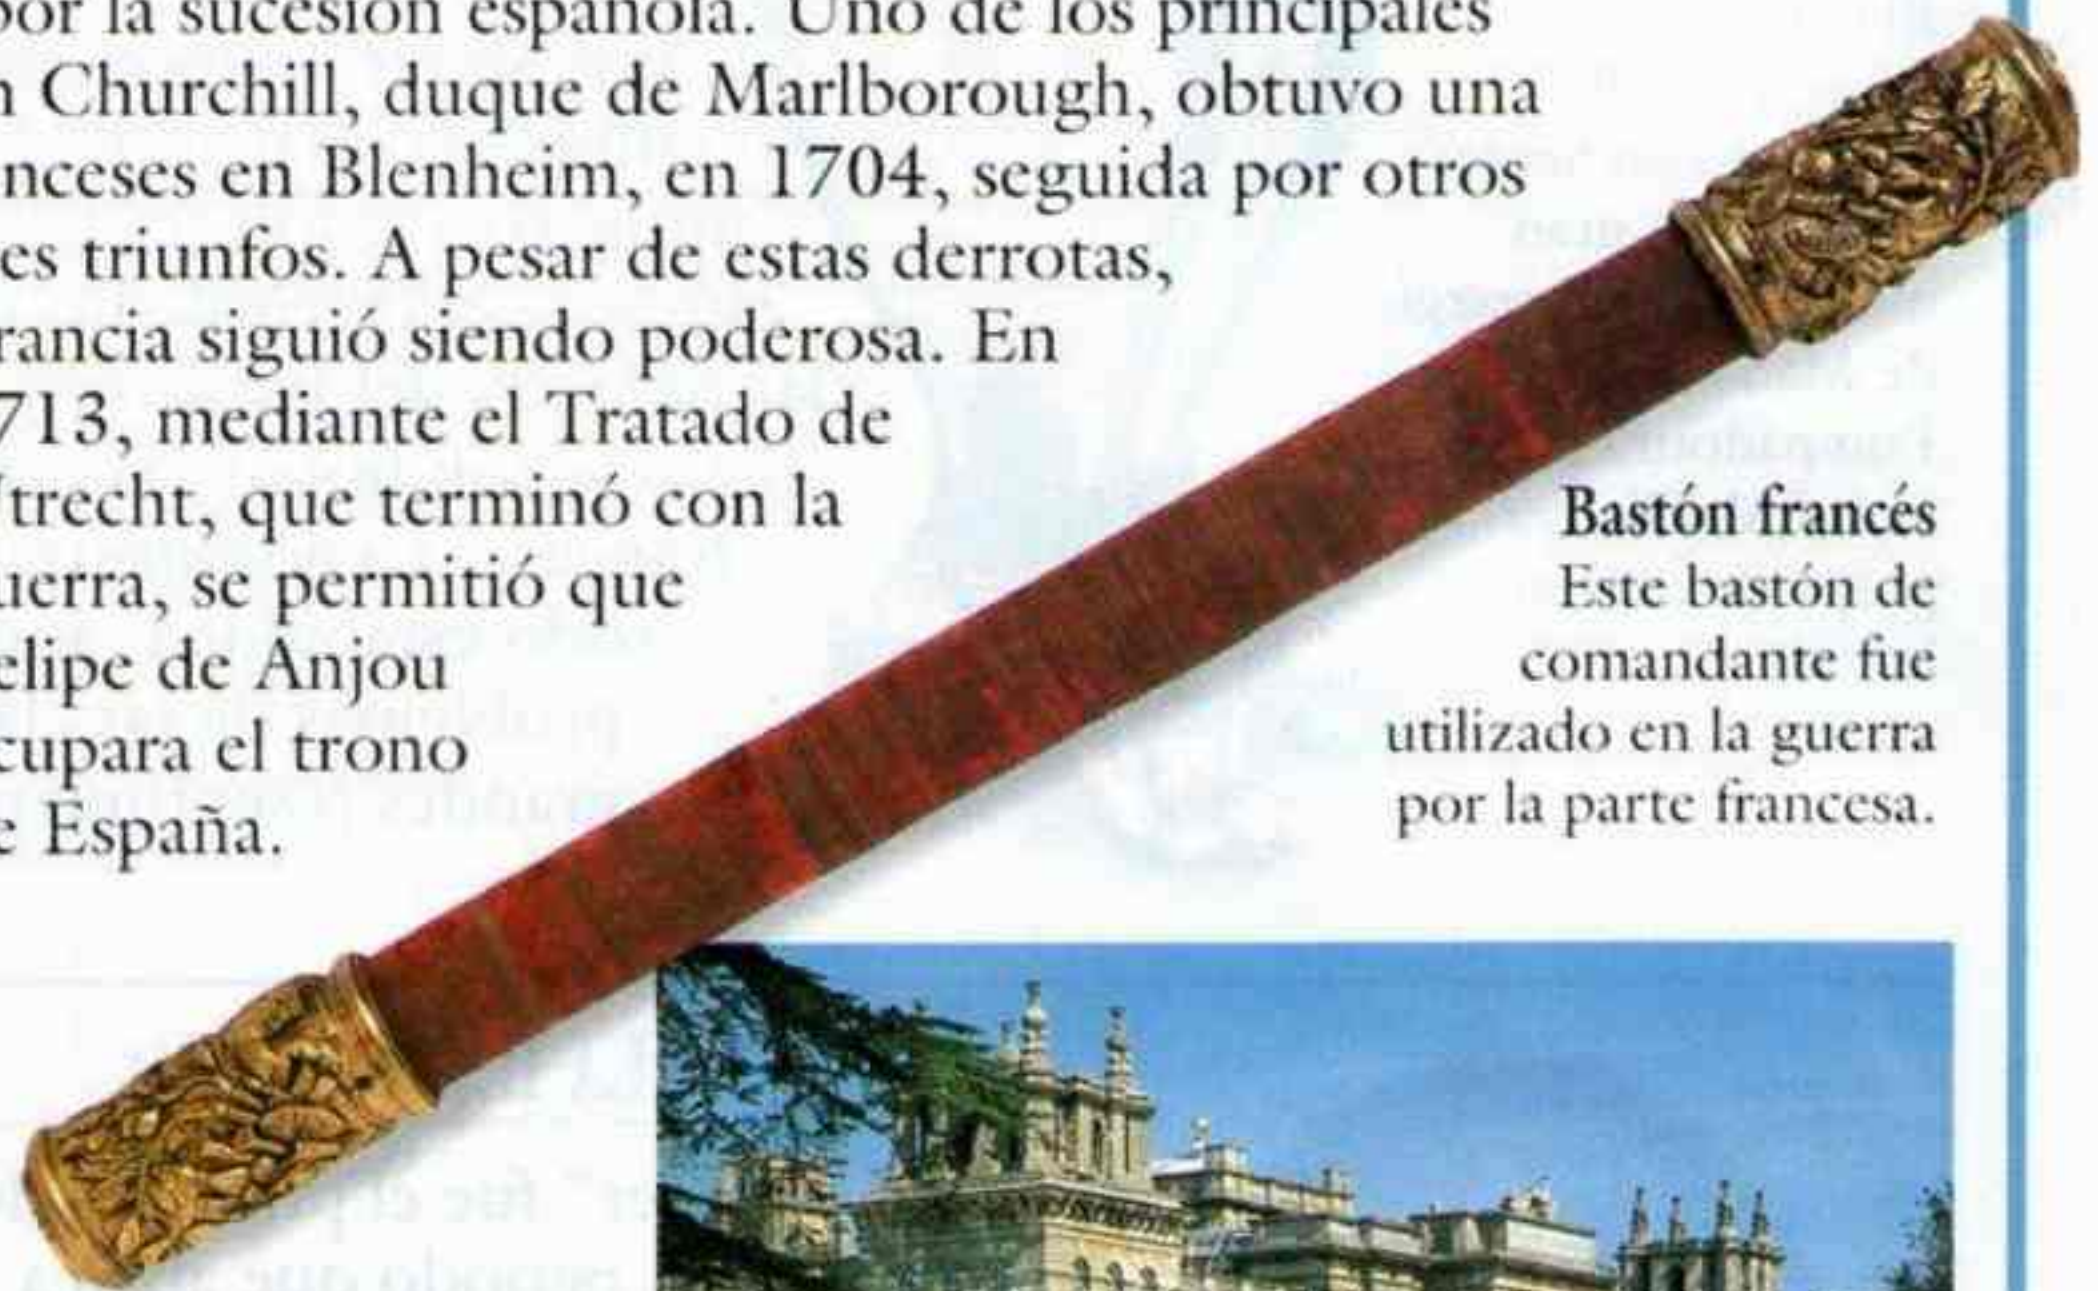 por la sucesión española. Uno de los principales
n Churchill, duque de Marlborough, obtuvo una
nceses en Blenheim, en 1704, seguida por otros
es triunfos. A pesar de estas derrotas,
rancia siguió siendo poderosa. En
713, mediante el Tratado de
trecht, que terminó con la
uerra, se permitió que
elipe de Anjou
cupara el trono
e España.
Bastón francés
Este bastón de
comandante fue
utilizado en la guerra
por la parte francesa.